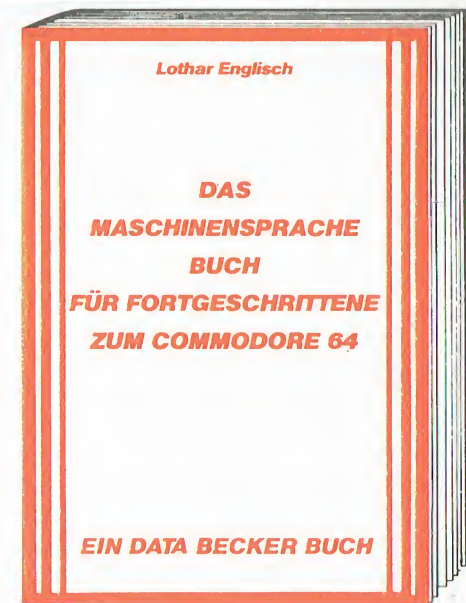 Lothar Englisch
DAS
MASCHINENSPRACHE
BUCH
FÜR FORTGESCHRITTENE
ZUM COMMODORE 64
EIN DATA BECKER BUCH